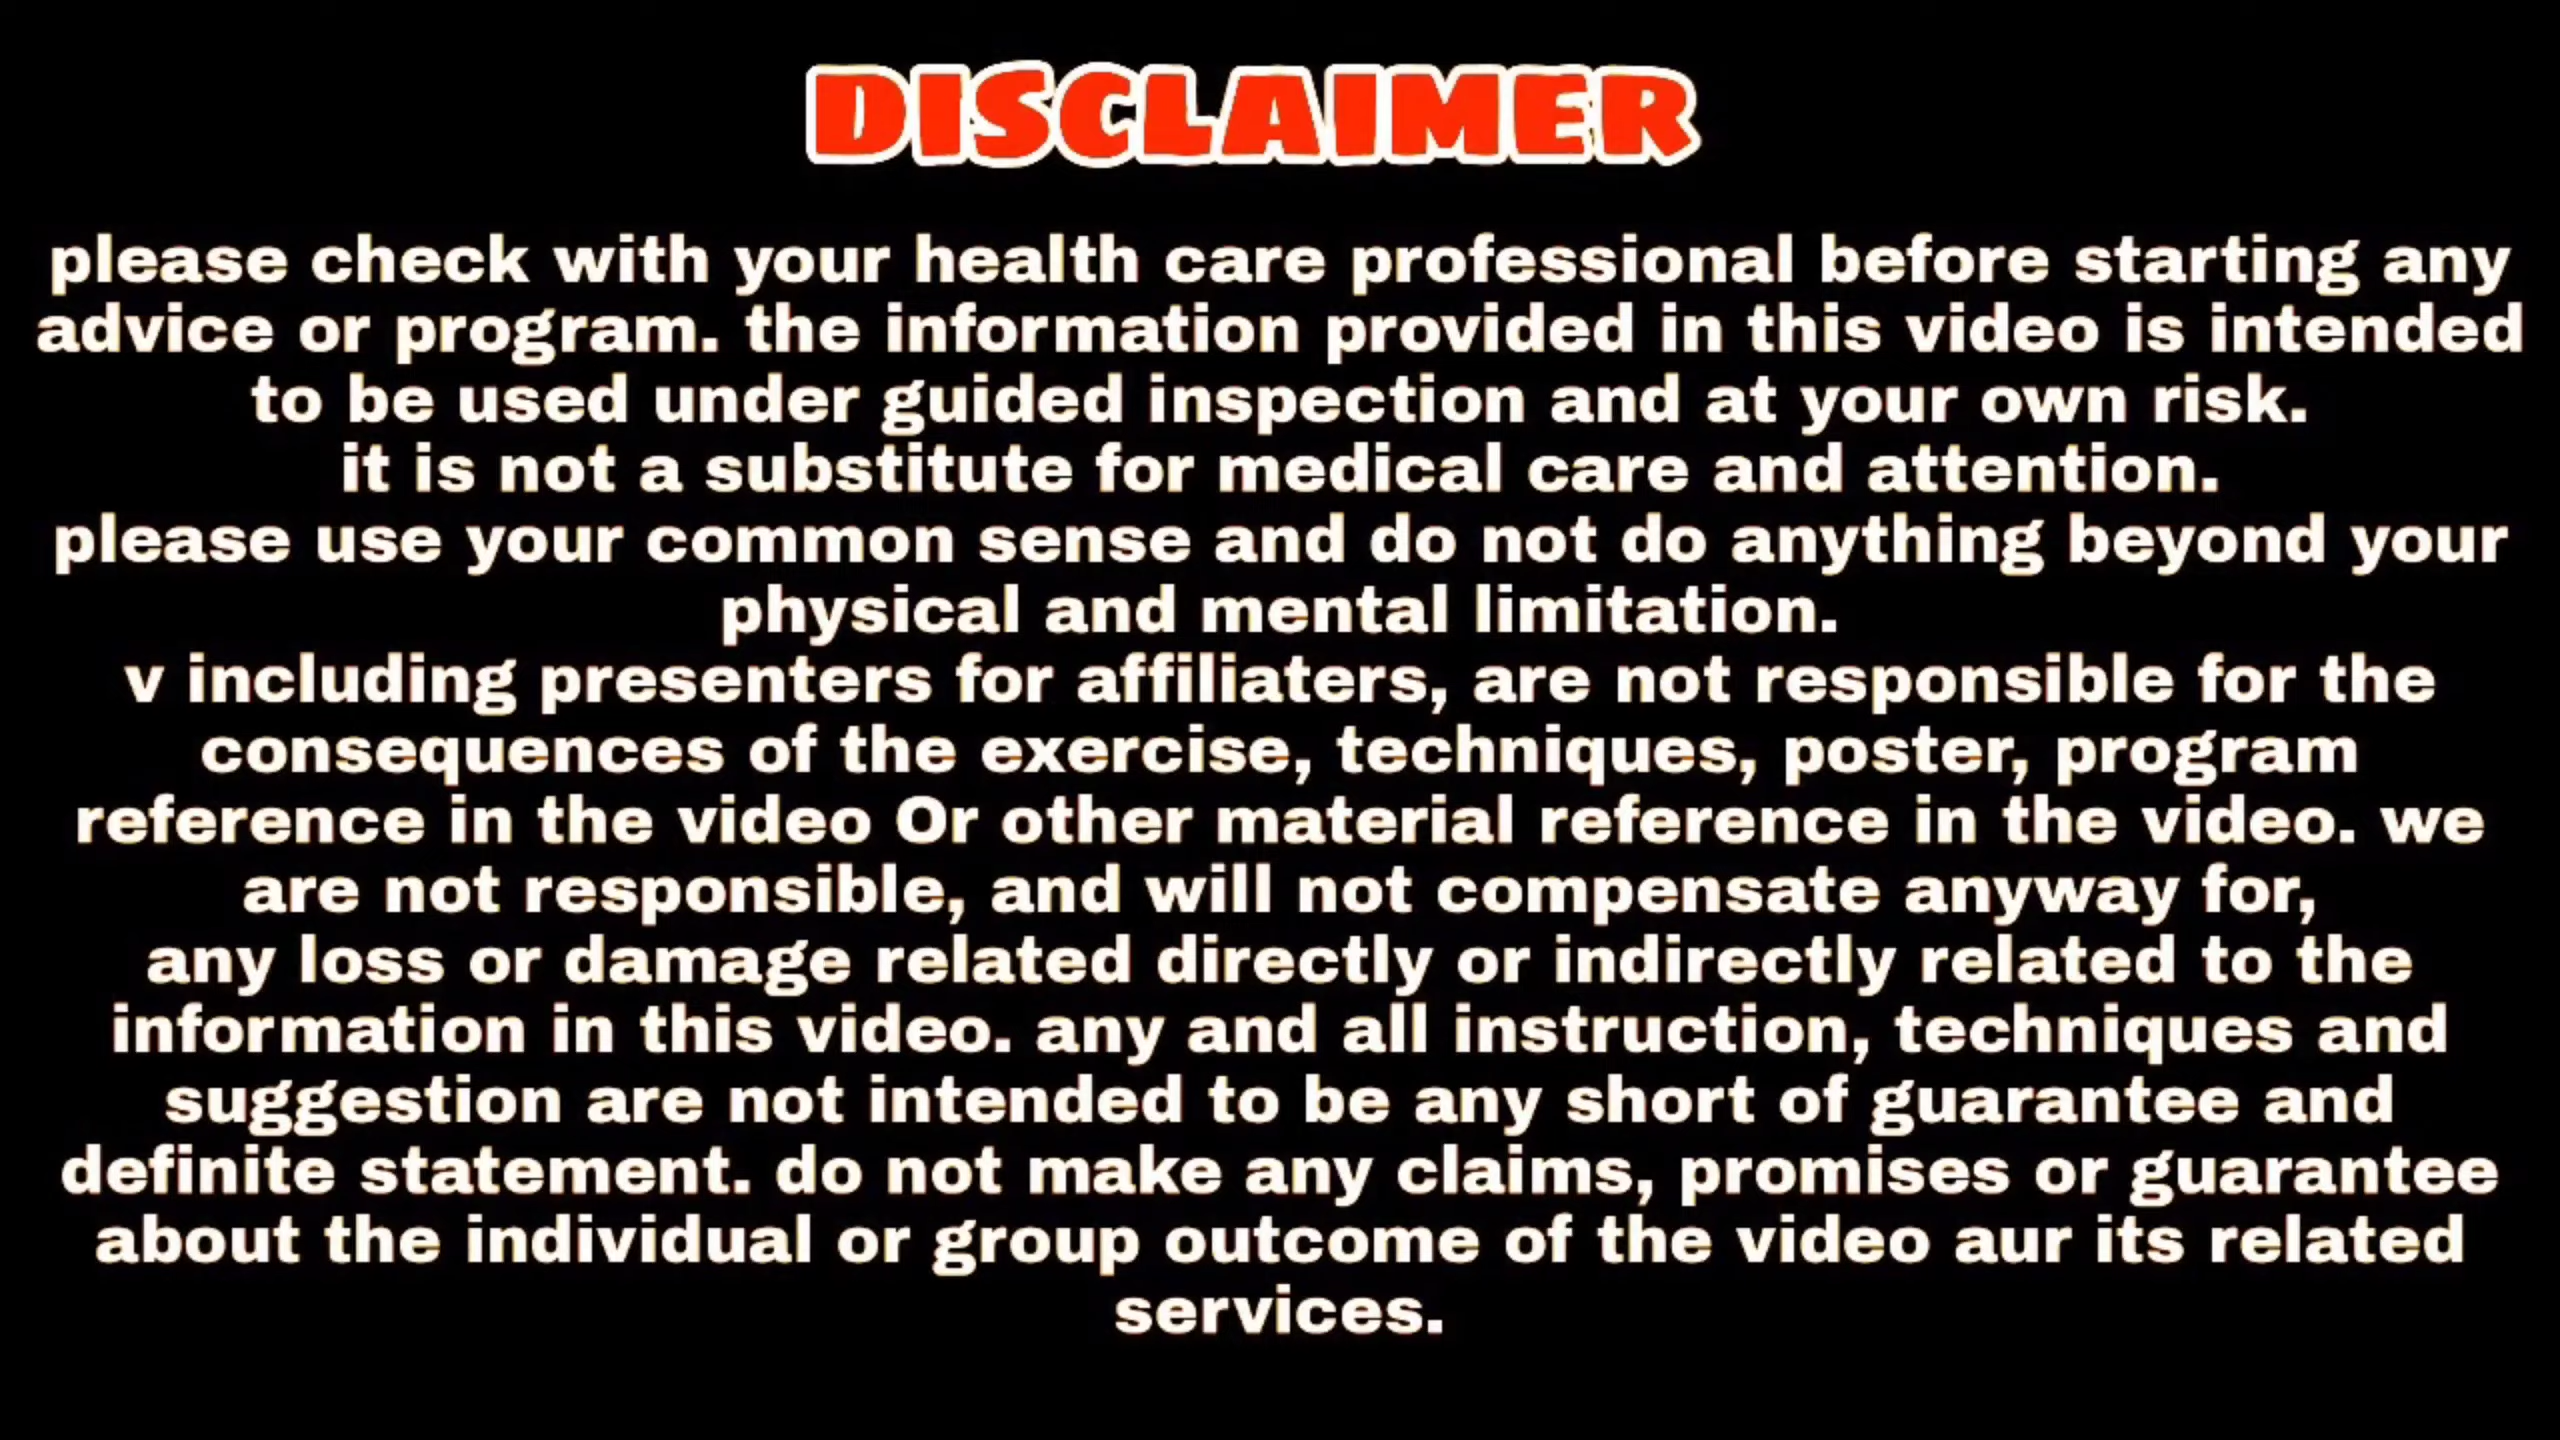 DISCLAIMER
please check with your health care professional before starting any
advice or program. the information provided in this video is intended
to be used under guided inspection and at your own risk.
it is not a substitute for medical care and attention.
please use your common sense and do not do anything beyond your
physical and mental limitation.
v including presenters for affiliaters, are not responsible for the
consequences of the exercise, techniques, poster, program
reference in the video Or other material reference in the video. we
are not responsible, and will not compensate anyway for,
any loss or damage related directly or indirectly related to the
information in this video. any and all instruction, techniques and
suggestion are not intended to be any short of guarantee and
definite statement. do not make any claims, promises or guarantee
about the individual or group outcome of the video aur its related
services.